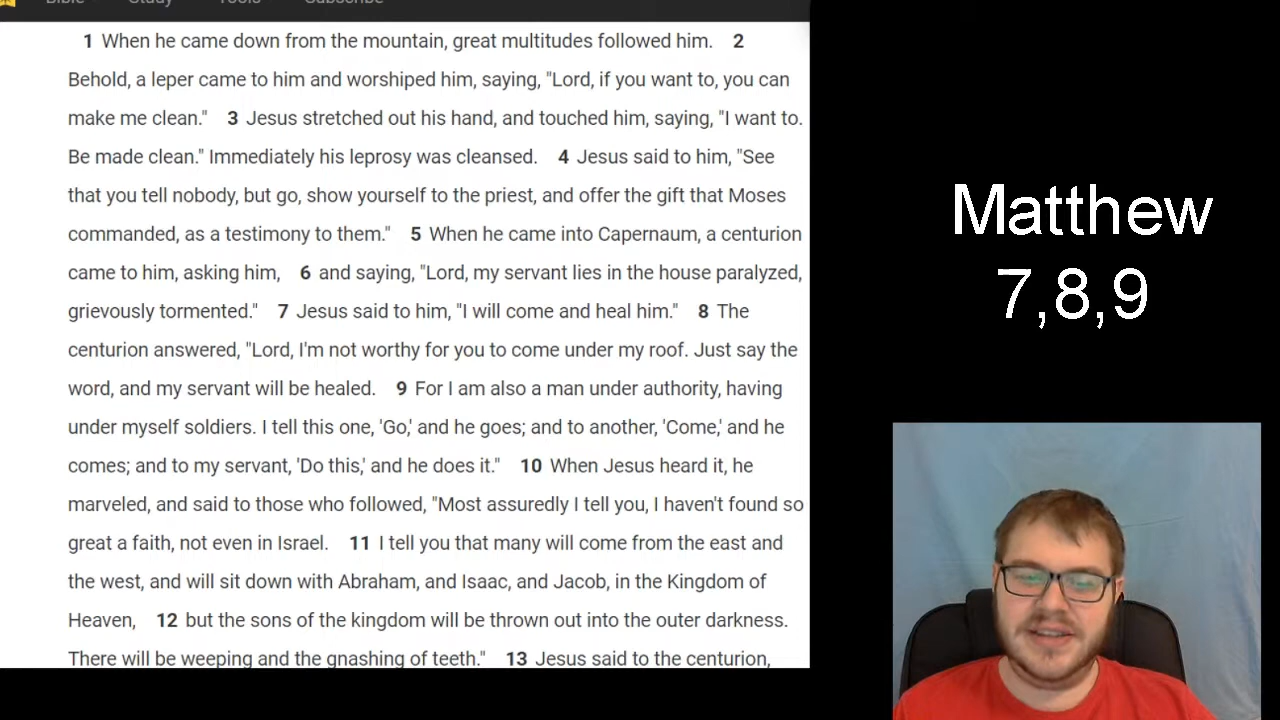 Bible Study Tools Subscribe
1 When he came down from the mountain, great multitudes followed him. 2
Behold, a leper came to him and worshiped him, saying, "Lord, if you want to, you can
make me clean." 3 Jesus stretched out his hand, and touched him, saying, "I want to.
Be made clean." Immediately his leprosy was cleansed. 4 Jesus said to him, "See
that you tell nobody, but go, show yourself to the priest, and offer the gift that Moses
commanded, as a testimony to them." 5 When he came into Capernaum, a centurion
came to him, asking him, 6 and saying, "Lord, my servant lies in the house paralyzed,
grievously tormented." 7 Jesus said to him, "I will come and heal him." 8 The
centurion answered, "Lord, I'm not worthy for you to come under my roof. Just say the
word, and my servant will be healed. 9 For I am also a man under authority, having
under myself soldiers. I tell this one, 'Go,' and he goes; and to another, 'Come,' and he
comes; and to my servant, 'Do this,' and he does it." 10 When Jesus heard it, he
marveled, and said to those who followed, "Most assuredly I tell you, I haven't found so
great a faith, not even in Israel. 11 I tell you that many will come from the east and
the west, and will sit down with Abraham, and Isaac, and Jacob, in the Kingdom of
Heaven, 12 but the sons of the kingdom will be thrown out into the outer darkness.
There will be weeping and the gnashing of teeth." 13 Jesus said to the centurion,
Matthew
7,8,9